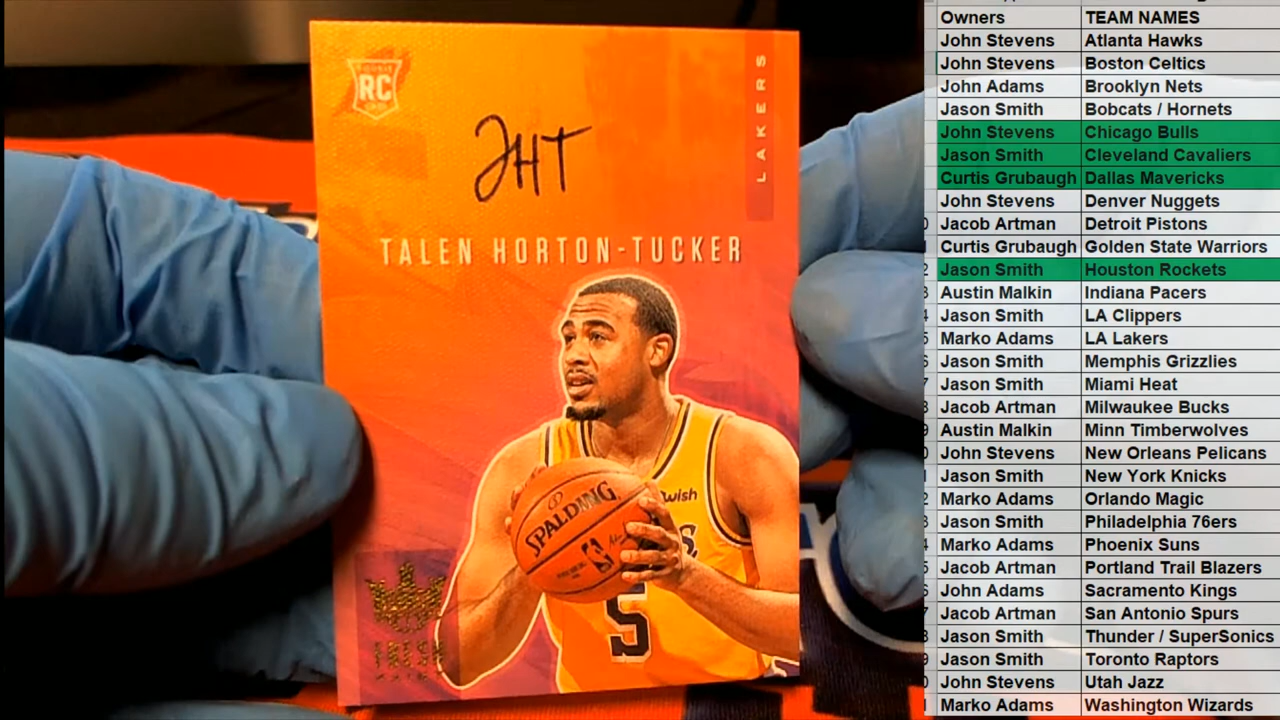 ROOKIE
RC
LAKERS
THT
TALEN HORTON-TUCKER
wish
SPALDING
NBA
5
COURT
KINGS
Owners TEAM NAMES
John Stevens Atlanta Hawks
John Stevens Boston Celtics
John Adams Brooklyn Nets
Jason Smith Bobcats / Hornets
John Stevens Chicago Bulls
Jason Smith Cleveland Cavaliers
Curtis Grubaugh Dallas Mavericks
John Stevens Denver Nuggets
Jacob Artman Detroit Pistons
Curtis Grubaugh Golden State Warriors
Jason Smith Houston Rockets
Austin Malkin Indiana Pacers
Jason Smith LA Clippers
Marko Adams LA Lakers
Jason Smith Memphis Grizzlies
Jason Smith Miami Heat
Jacob Artman Milwaukee Bucks
Austin Malkin Minn Timberwolves
John Stevens New Orleans Pelicans
Jason Smith New York Knicks
Marko Adams Orlando Magic
Jason Smith Philadelphia 76ers
Marko Adams Phoenix Suns
Jacob Artman Portland Trail Blazers
John Adams Sacramento Kings
Jacob Artman San Antonio Spurs
Jason Smith Thunder / SuperSonics
Jason Smith Toronto Raptors
John Stevens Utah Jazz
Marko Adams Washington Wizards